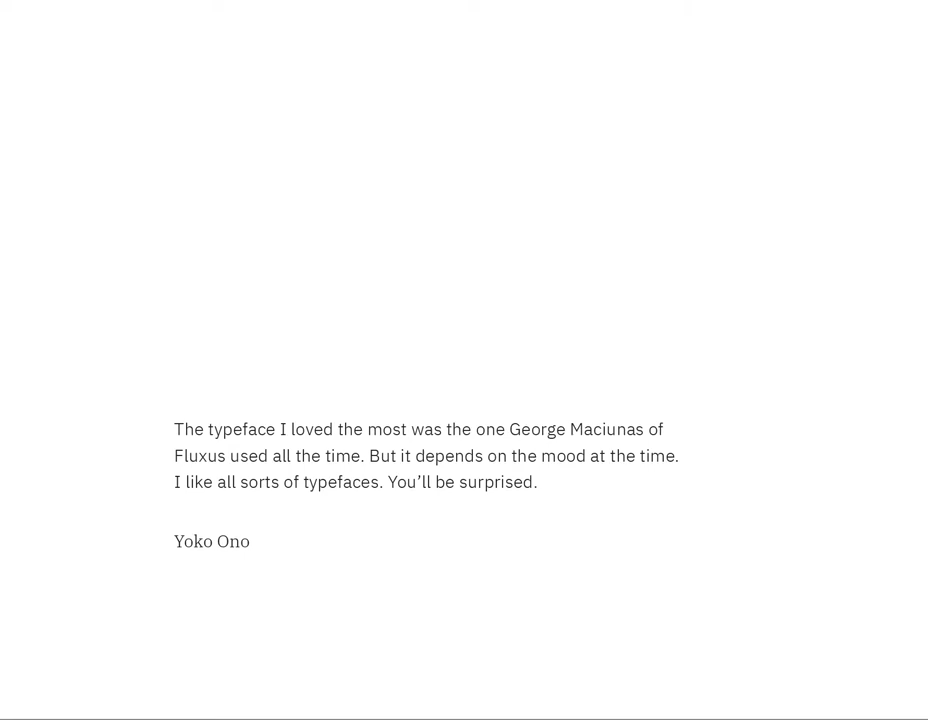 The typeface I loved the most was the one George Maciunas of
Fluxus used all the time. But it depends on the mood at the time.
I like all sorts of typefaces. You’ll be surprised.
Yoko Ono